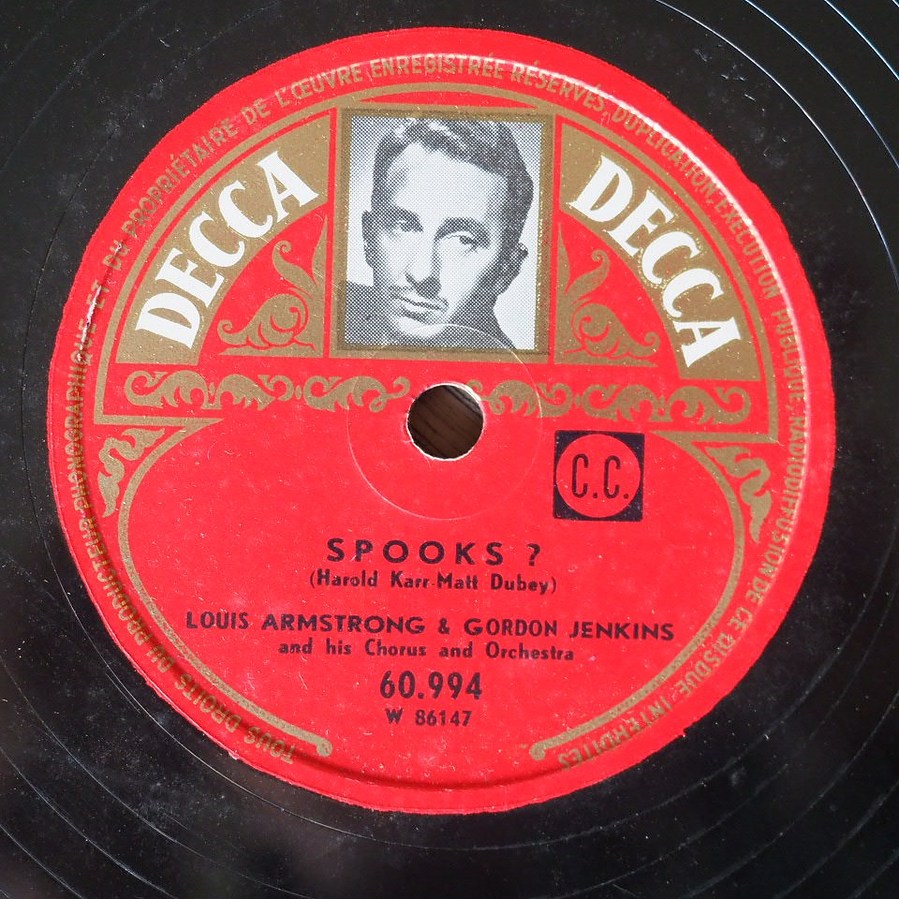 TOUS DROITS DU PRODUCTEUR PHONOGRAPHIQUE ET DU PROPRIÉTAIRE DE L'ŒUVRE ENREGISTRÉE RÉSERVÉS, DUPLICATION, EXÉCUTION PUBLIQUE, RADIODIFFUSION DE CE DISQUE INTERDITES
DECCA
DECCA
C.C.
SPOOKS ?
(Harold Karr-Matt Dubey)
LOUIS ARMSTRONG & GORDON JENKINS
and his Chorus and Orchestra
60.994
W 86147